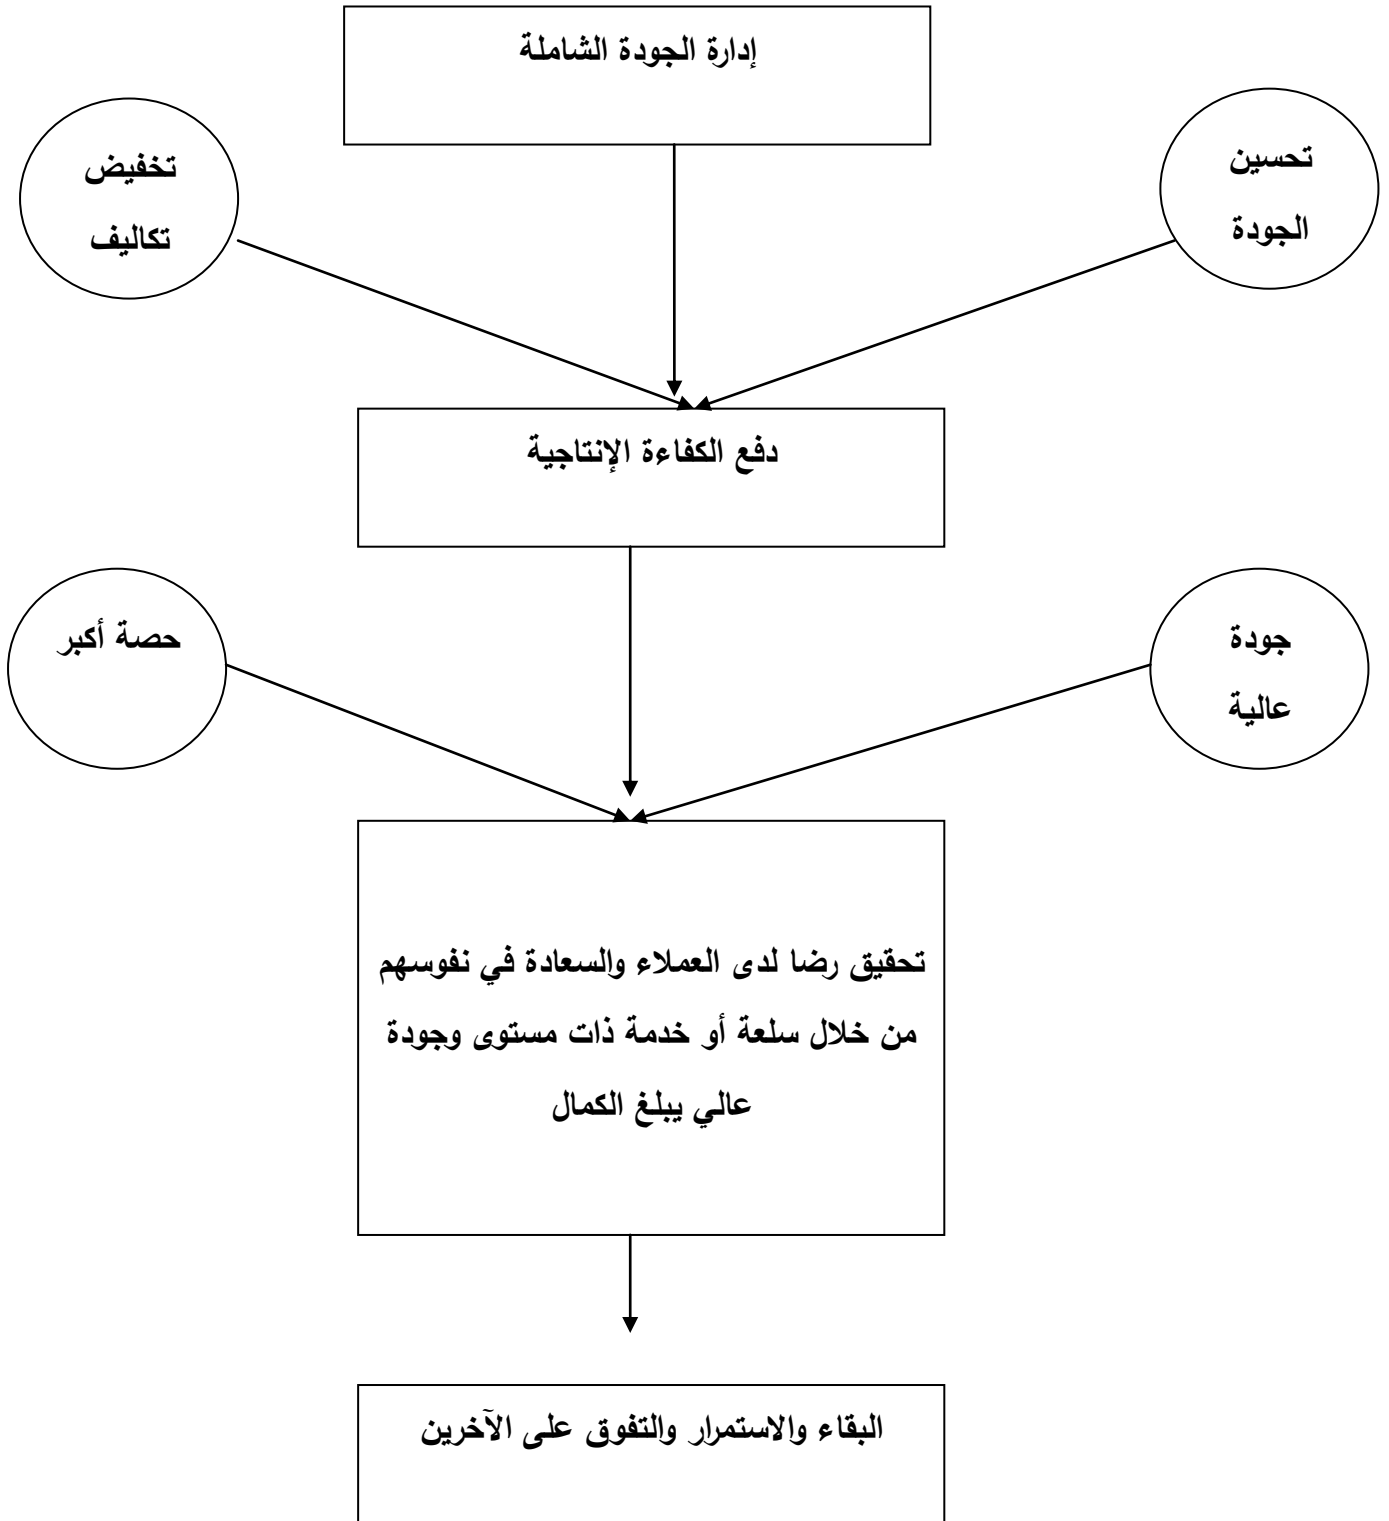 إدارة الجودة الشاملة
تحسين
الجودة
تخفيض
تكاليف
دفع الكفاءة الإنتاجية
جودة
عالية
حصة أكبر
تحقيق رضا لدى العملاء والسعادة في نفوسهم
من خلال سلعة أو خدمة ذات مستوى وجودة
عالي يبلغ الكمال
البقاء والاستمرار والتفوق على الآخرين